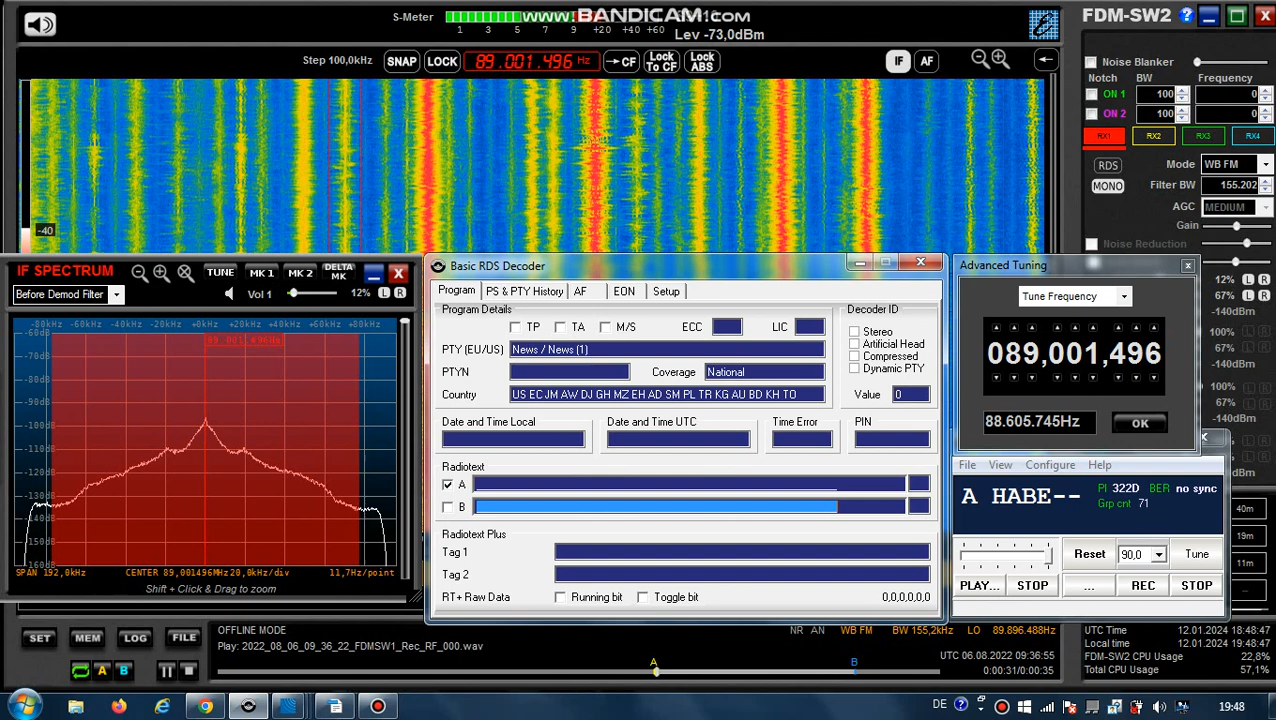 S-Meter
www.BANDICAM.com
1 3 5 7 9 +20 +40 +60
Lev -73,0dBm
FDM-SW2
Step 100,0kHz
SNAP
LOCK
89.001.496 Hz
→CF
Lock To CF
Lock ABS
IF
AF
Noise Blanker
Notch BW Frequency
ON 1 100 0
ON 2 100 0
RX1 RX2 RX3 RX4
RDS Mode WB FM
MONO Filter BW 155.202
AGC MEDIUM
Gain
Noise Reduction
-40
IF SPECTRUM
TUNE
MK 1
MK 2
DELTA MK
Before Demod Filter
Vol 1
12%
L R
-80kHz -60kHz -40kHz -20kHz +0kHz +20kHz +40kHz +60kHz +80kHz
-60dB
-70dB
-80dB
-90dB
-100dB
-110dB
-120dB
-130dB
-140dB
-150dB
-160dB
SPAN 192,0kHz
CENTER 89,001496MHz
20,0kHz/div
11,7Hz/point
Shift + Click & Drag to zoom
Basic RDS Decoder
Program
PS & PTY History
AF
EON
Setup
Program Details
TP TA M/S ECC LIC
PTY (EU/US) News / News (1)
PTYN
Coverage National
Country US EC JM AW DJ GH MZ EH AD SM PL TR KG AU BD KH TO
Decoder ID
Stereo
Artificial Head
Compressed
Dynamic PTY
Value 0
Date and Time Local
Date and Time UTC
Time Error
PIN
Radiotext
A
B
Radiotext Plus
Tag 1
Tag 2
RT+ Raw Data
Running bit
Toggle bit
0,0,0,0,0,0
Advanced Tuning
Tune Frequency
089,001,496
88.605.745Hz
OK
12% L R
67% L R
-140dBm
100% L R
67% L R
-140dBm
File View Configure Help
A HABE--
PI 322D BER no sync
Grp cnt 71
Reset
90,0
Tune
PLAY...
STOP
...
REC
STOP
40m
19m
11m
SET
MEM
LOG
FILE
A
B
OFFLINE MODE
NR AN WB FM BW 155,2kHz LO 89.896.488Hz
Play: 2022_08_06_09_36_22_FDMSW1_Rec_RF_000.wav
UTC 06.08.2022 09:36:55
A
B
0:00:31/0:00:35
UTC Time 12.01.2024 18:48:47
Local time 12.01.2024 18:48:47
FDM-SW2 CPU Usage 22,8%
Total CPU Usage 57,1%
DE
19:48